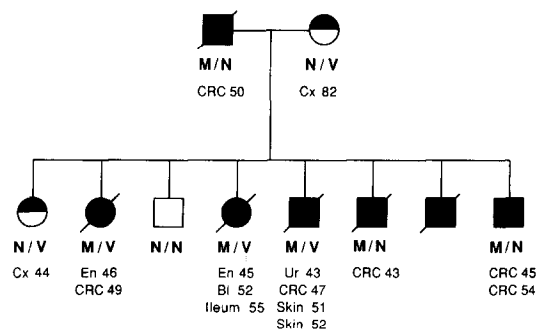 M/N N/V
CRC 50 Cx 82
N/V M/V N/N M/V M/V M/N M/N
Cx 44 En 46 En 45 Ur 43 CRC 43 CRC 45
CRC 49 Bl 52 CRC 47 CRC 54
Ileum 55 Skin 51
Skin 52